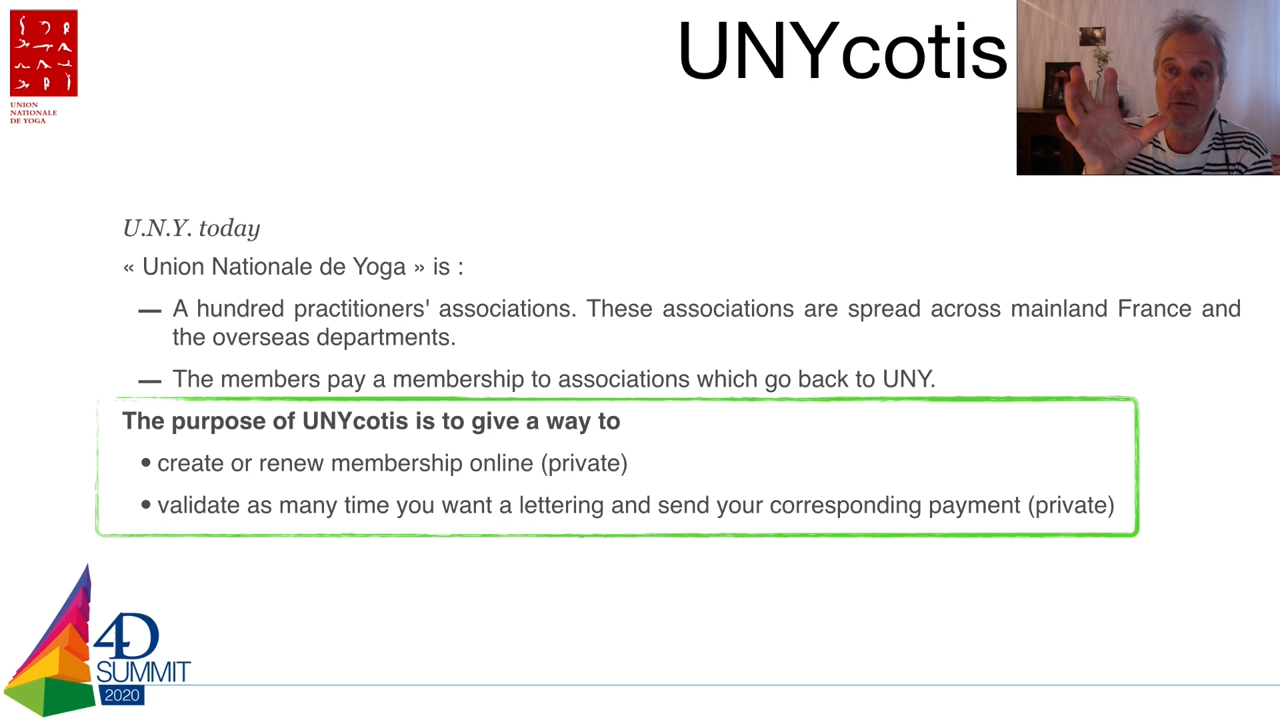 UNYcotis
UNION
NATIONALE
DE YOGA
U.N.Y. today
« Union Nationale de Yoga » is :
— A hundred practitioners' associations. These associations are spread across mainland France and
the overseas departments.
— The members pay a membership to associations which go back to UNY.
The purpose of UNYcotis is to give a way to
• create or renew membership online (private)
• validate as many time you want a lettering and send your corresponding payment (private)
4D
SUMMIT
2020